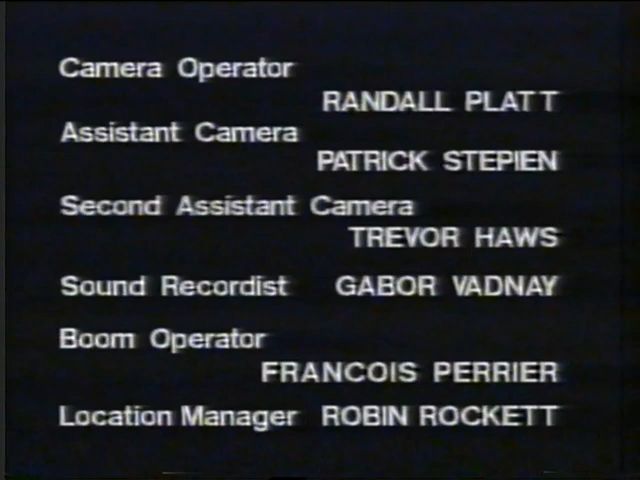 Camera Operator
RANDALL PLATT
Assistant Camera
PATRICK STEPIEN
Second Assistant Camera
TREVOR HAWS
Sound Recordist GABOR VADNAY
Boom Operator
FRANCOIS PERRIER
Location Manager ROBIN ROCKETT